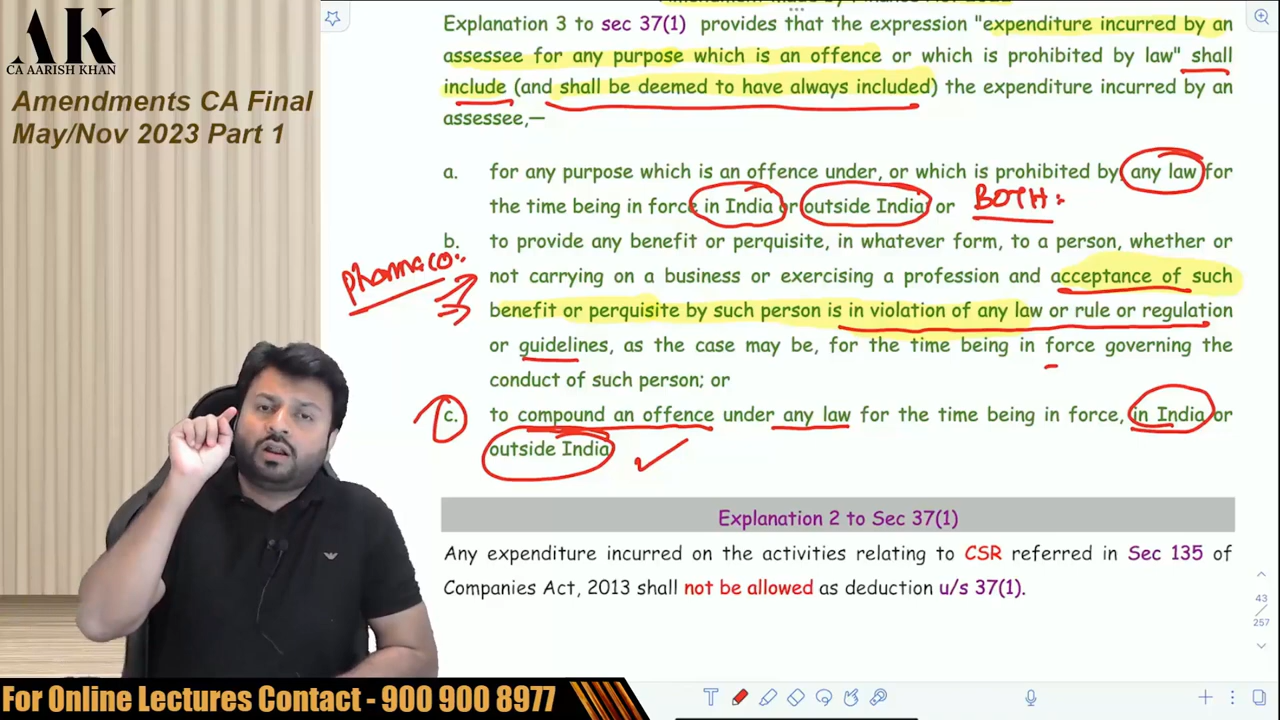 AK
CA AARISH KHAN
Amendments CA Final
May/Nov 2023 Part 1
Explanation 3 to sec 37(1) provides that the expression "expenditure incurred by an
assessee for any purpose which is an offence or which is prohibited by law" shall
include (and shall be deemed to have always included) the expenditure incurred by an
assessee,—
a. for any purpose which is an offence under, or which is prohibited by, any law for
the time being in force in India or outside India; or BOTH:
b. to provide any benefit or perquisite, in whatever form, to a person, whether or
not carrying on a business or exercising a profession and acceptance of such
Pharma co:
benefit or perquisite by such person is in violation of any law or rule or regulation
or guidelines, as the case may be, for the time being in force governing the
conduct of such person; or
c. to compound an offence under any law for the time being in force, in India or
outside India
Explanation 2 to Sec 37(1)
Any expenditure incurred on the activities relating to CSR referred in Sec 135 of
Companies Act, 2013 shall not be allowed as deduction u/s 37(1).
43
257
For Online Lectures Contact - 900 900 8977